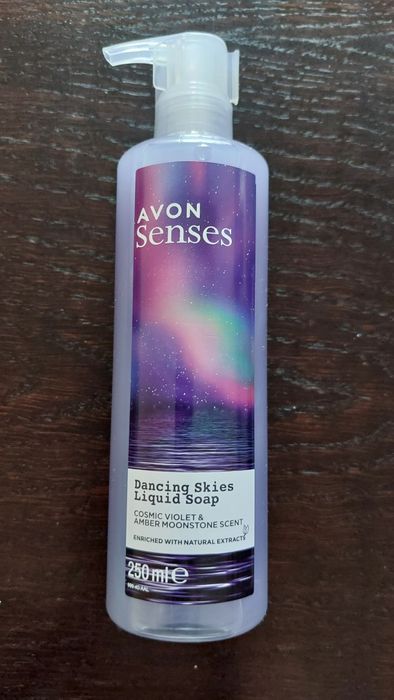 AVON
senses
Dancing Skies
Liquid Soap
COSMIC VIOLET &
AMBER MOONSTONE SCENT
ENRICHED WITH NATURAL EXTRACTS
250 ml ℮